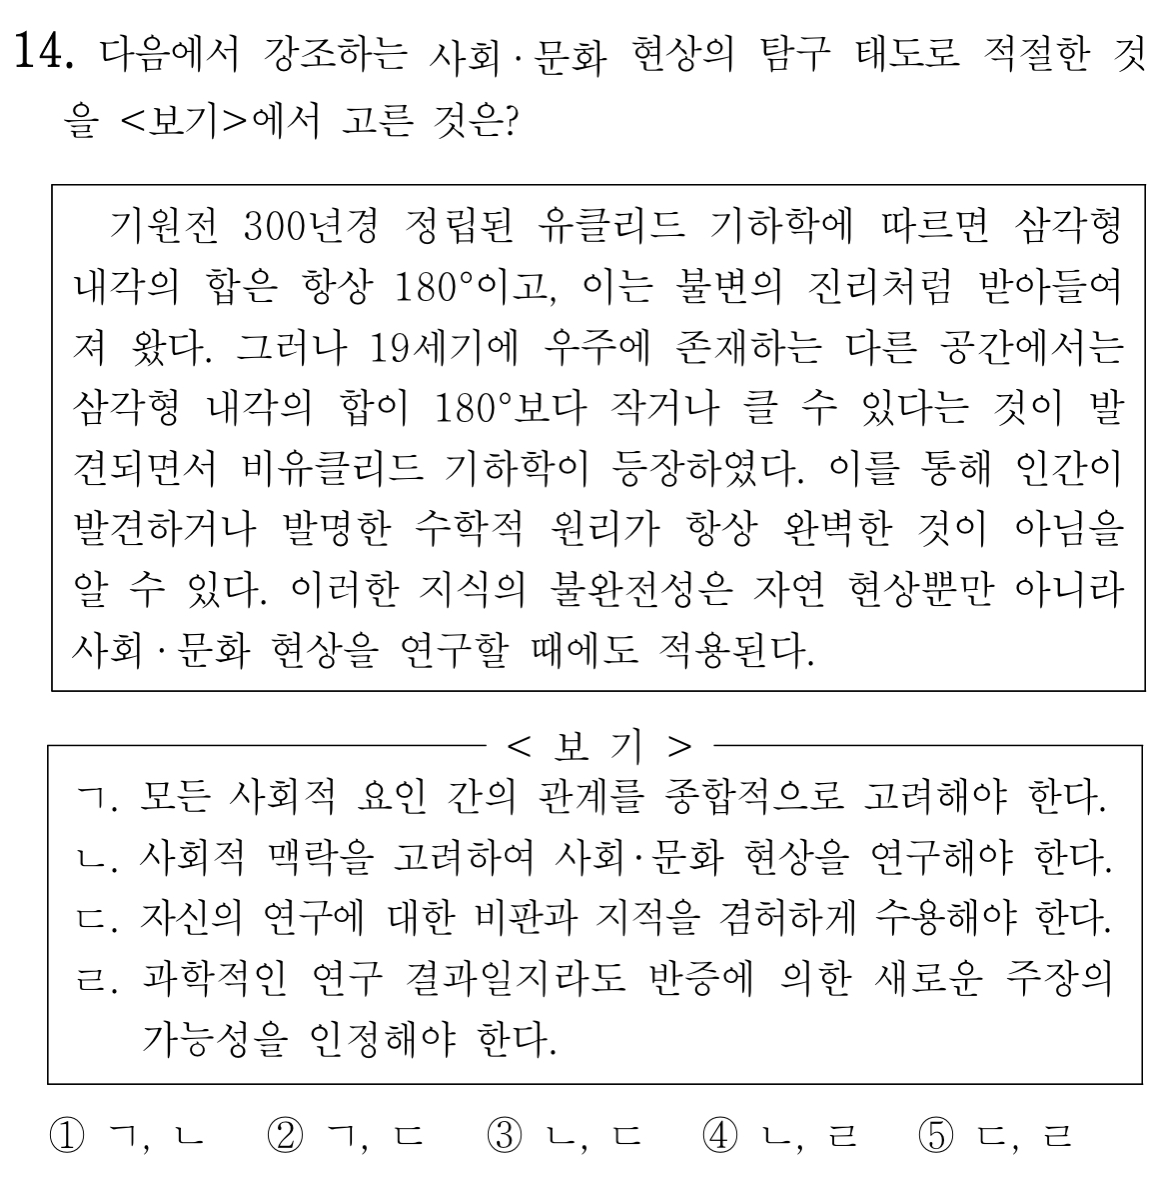 14. 다음에서 강조하는 사회·문화 현상의 탐구 태도로 적절한 것
을 <보기>에서 고른 것은?
기원전 300년경 정립된 유클리드 기하학에 따르면 삼각형
내각의 합은 항상 180°이고, 이는 불변의 진리처럼 받아들여
져 왔다. 그러나 19세기에 우주에 존재하는 다른 공간에서는
삼각형 내각의 합이 180°보다 작거나 클 수 있다는 것이 발
견되면서 비유클리드 기하학이 등장하였다. 이를 통해 인간이
발견하거나 발명한 수학적 원리가 항상 완벽한 것이 아님을
알 수 있다. 이러한 지식의 불완전성은 자연 현상뿐만 아니라
사회·문화 현상을 연구할 때에도 적용된다.
< 보 기 >
ㄱ. 모든 사회적 요인 간의 관계를 종합적으로 고려해야 한다.
ㄴ. 사회적 맥락을 고려하여 사회·문화 현상을 연구해야 한다.
ㄷ. 자신의 연구에 대한 비판과 지적을 겸허하게 수용해야 한다.
ㄹ. 과학적인 연구 결과일지라도 반증에 의한 새로운 주장의
가능성을 인정해야 한다.
① ㄱ, ㄴ ② ㄱ, ㄷ ③ ㄴ, ㄷ ④ ㄴ, ㄹ ⑤ ㄷ, ㄹ